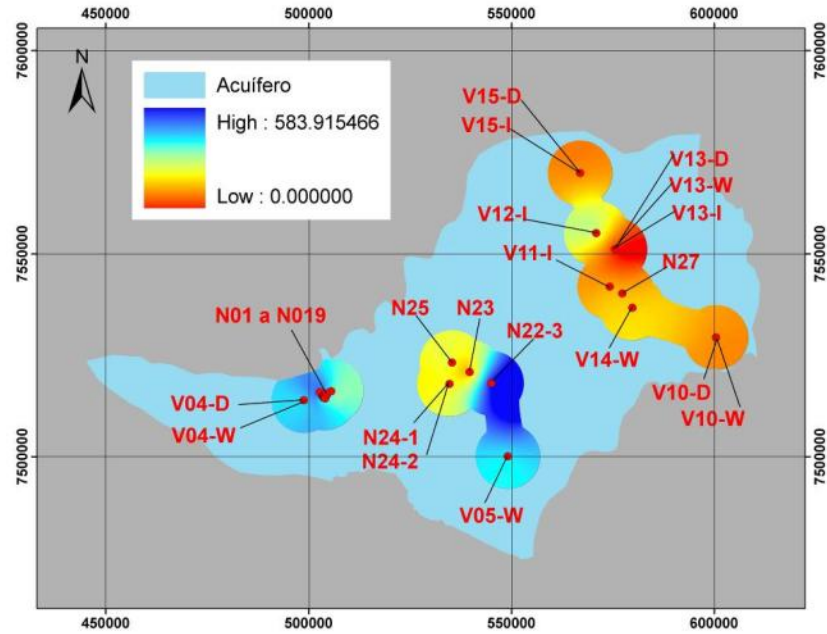 450000 500000 550000 600000
7600000 7600000
N
Acuífero
High : 583.915466
Low : 0.000000
V15-D
V15-I
V13-D
V13-W
V13-I
V12-I
V11-I
N27
7550000 7550000
N25
N23
N01 a N019
N22-3
V14-W
V04-D
V04-W
V10-D
V10-W
N24-1
N24-2
7500000 7500000
V05-W
450000 500000 550000 600000